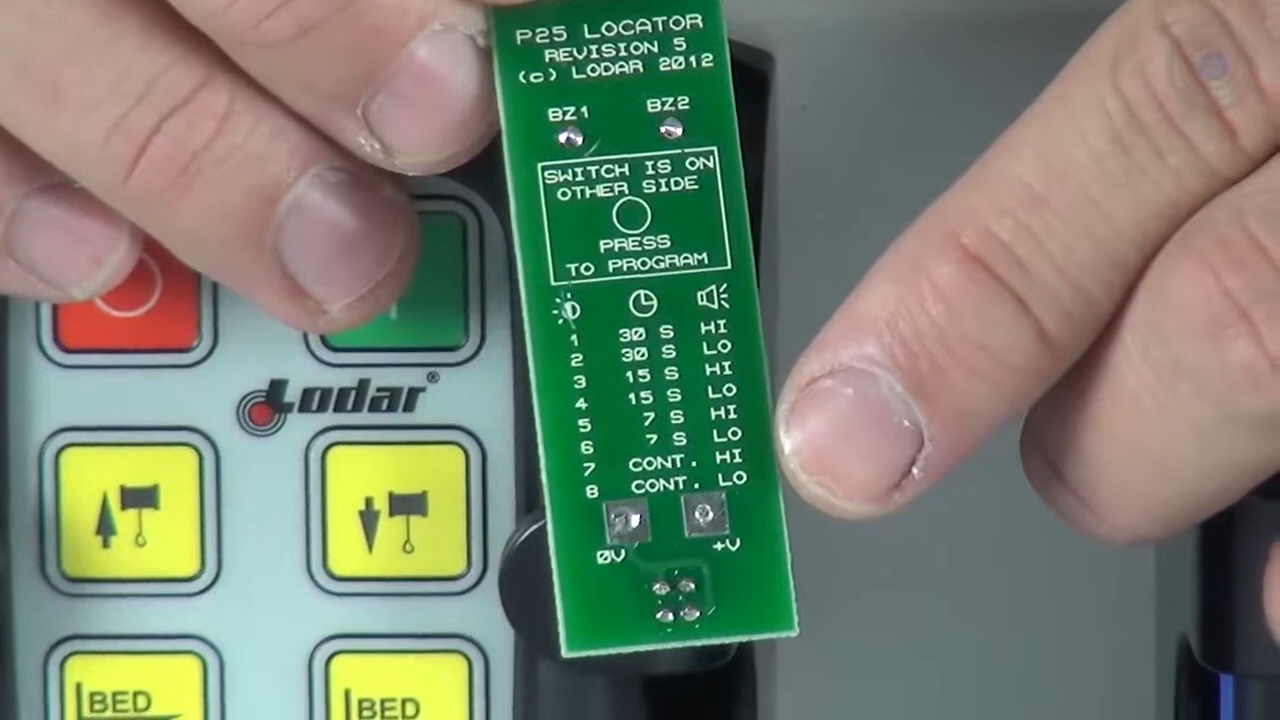 P25 LOCATOR
REVISION 5
(c) LODAR 2012
BZ1 BZ2
SWITCH IS ON
OTHER SIDE
PRESS
TO PROGRAM
1 30 S HI
2 30 S LO
3 15 S HI
4 15 S LO
5 7 S HI
6 7 S LO
7 CONT. HI
8 CONT. LO
0V +V
Lodar®
BED BED